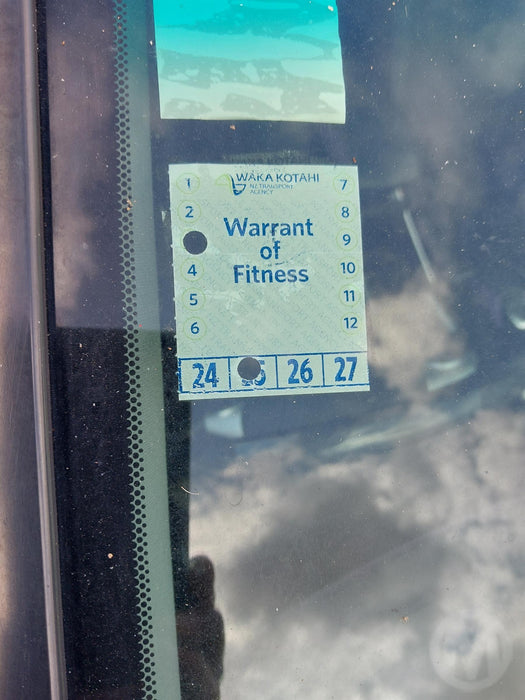 WAKA KOTAHI
NZ TRANSPORT
AGENCY
Warrant
of
Fitness
1
2
4
5
6
7
8
9
10
11
12
24 26 27